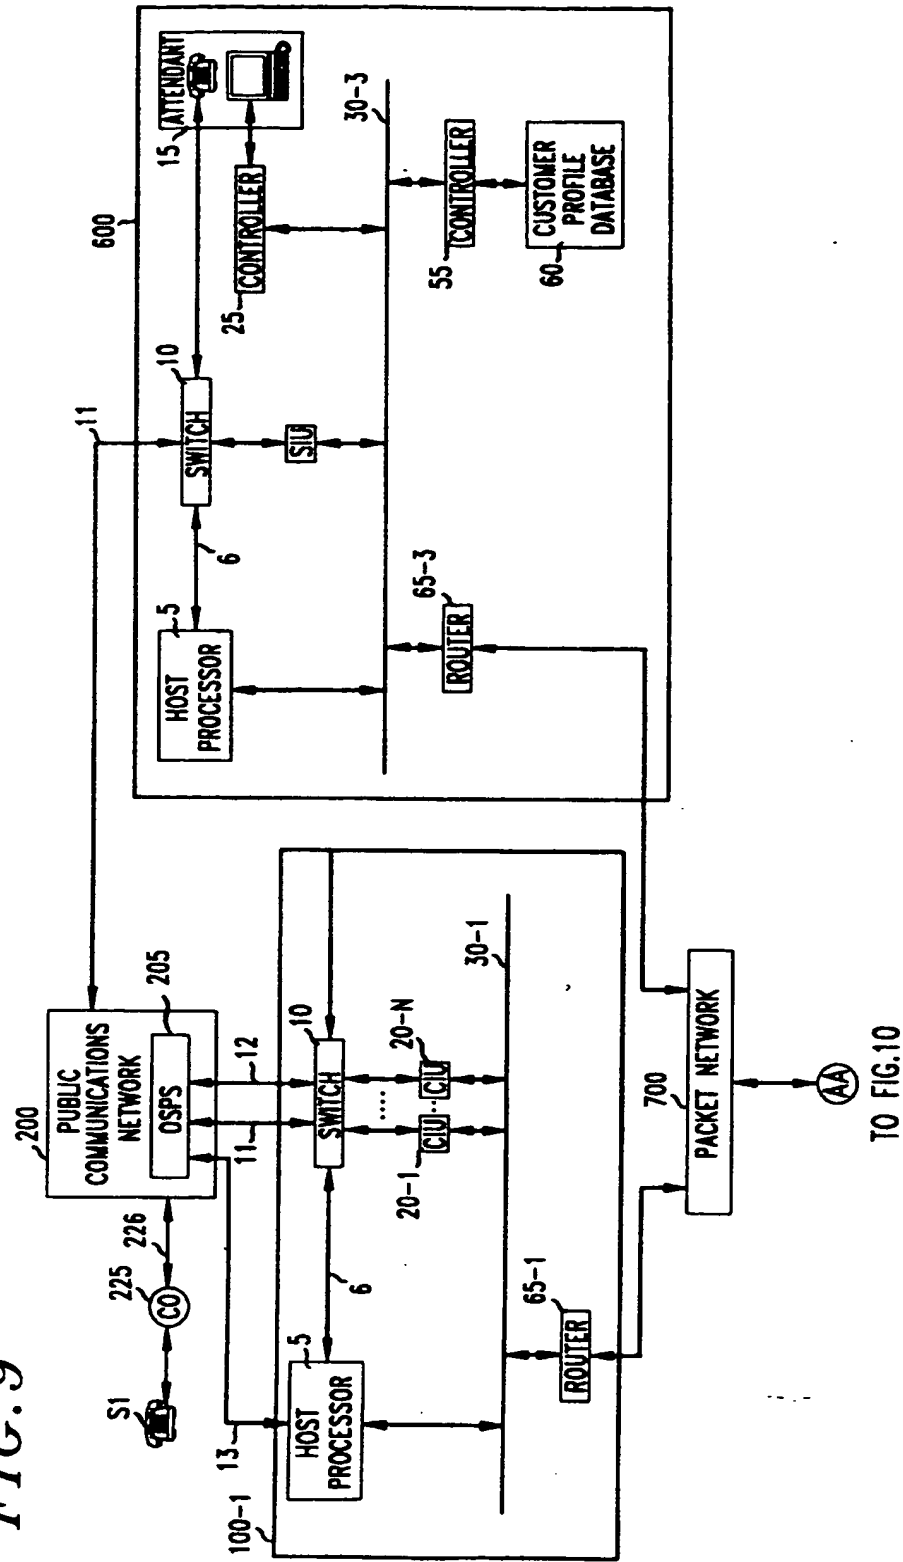 FIG. 9
S1
225
CO
226
200
PUBLIC
COMMUNICATIONS
NETWORK
205
OSPS
13
11
12
11
100-1
5
HOST
PROCESSOR
6
10
SWITCH
20-1
CIU
....
..
20-N
CIU
30-1
65-1
ROUTER
600
5
HOST
PROCESSOR
6
10
SWITCH
SIU
15
ATTENDANT
25
CONTROLLER
30-3
65-3
ROUTER
55
CONTROLLER
60
CUSTOMER
PROFILE
DATABASE
700
PACKET NETWORK
AA
TO FIG.10